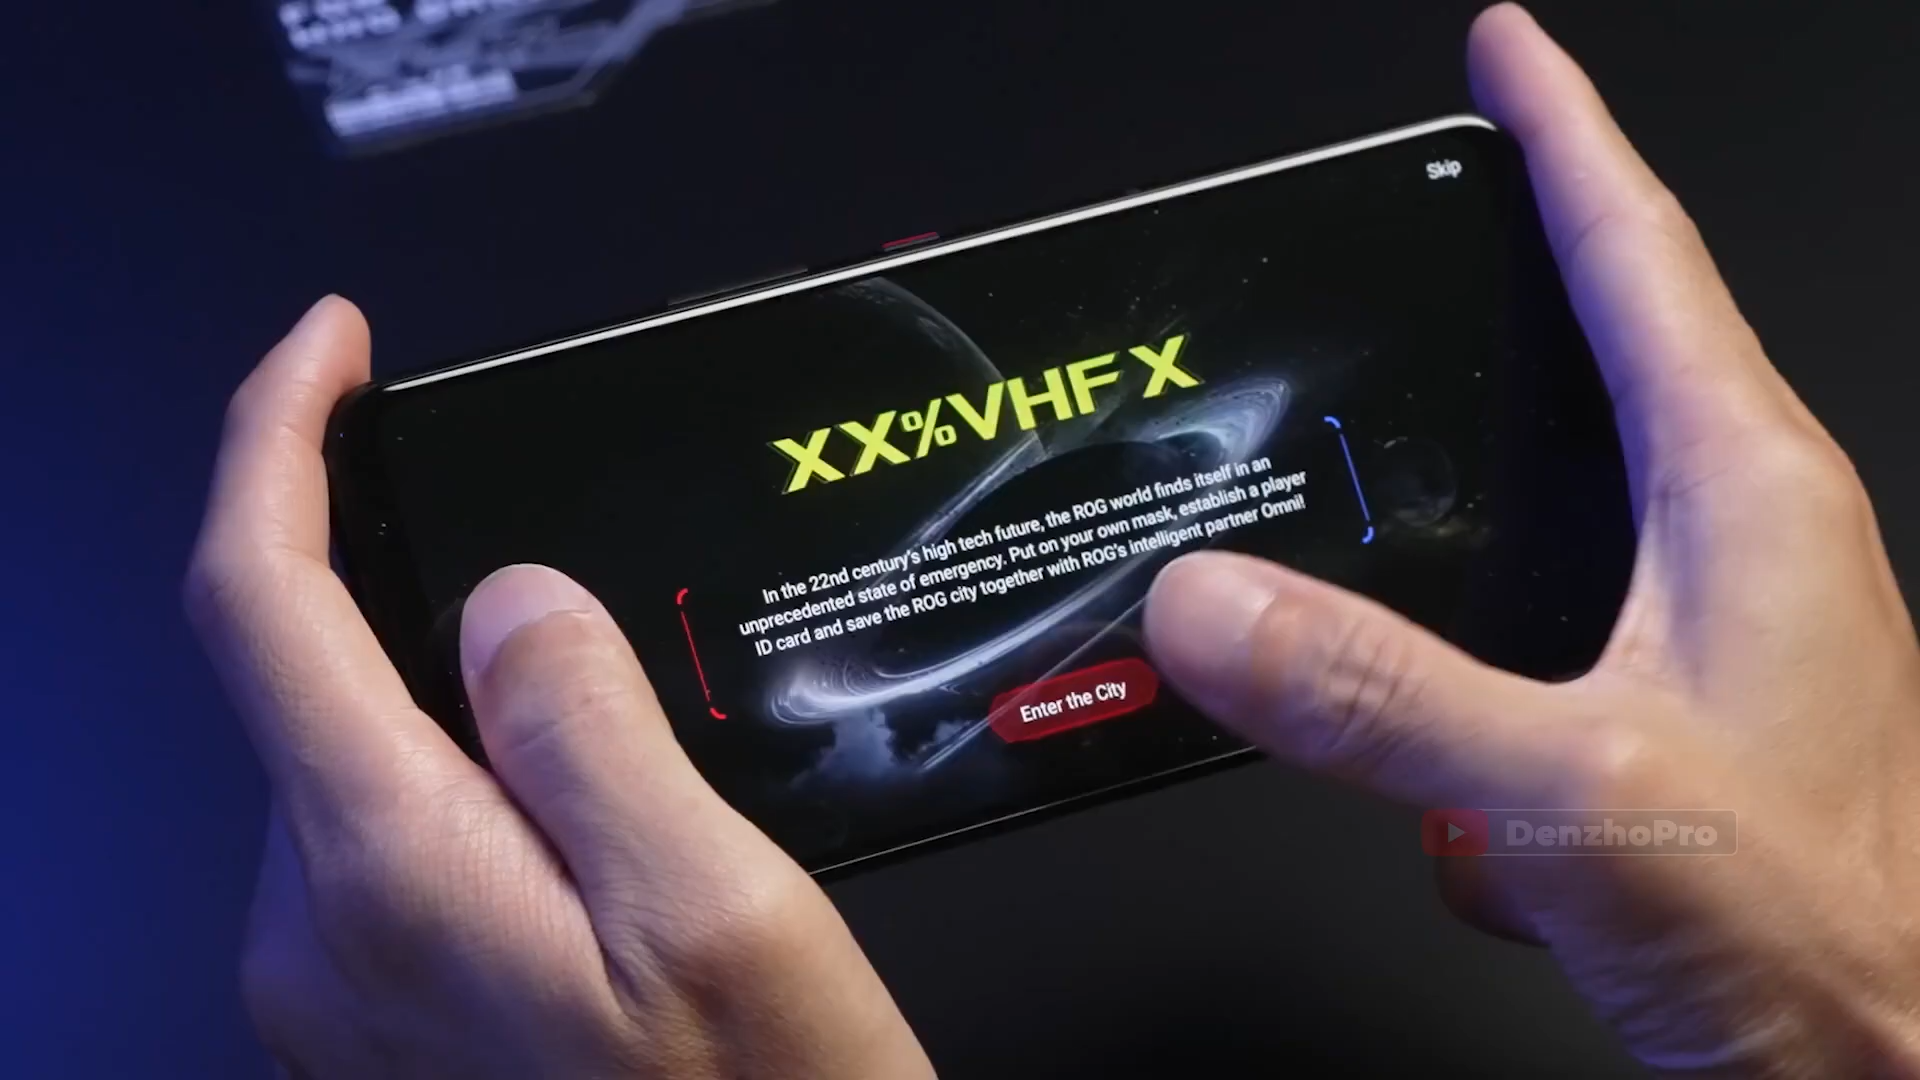 Skip
XX%VHF X
In the 22nd century's high tech future, the ROG world finds itself in an
unprecedented state of emergency. Put on your own mask, establish a player
ID card and save the ROG city together with ROG's intelligent partner Omni!
Enter the City
DenzhoPro